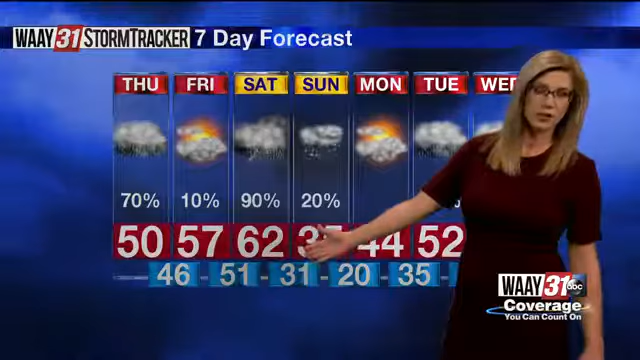 WAAY 31 STORMTRACKER 7 Day Forecast
THU FRI SAT SUN MON TUE WED
70% 10% 90% 20%
50 57 62 44 52
46 51 31 20 35
WAAY 31 abc
Coverage
You Can Count On